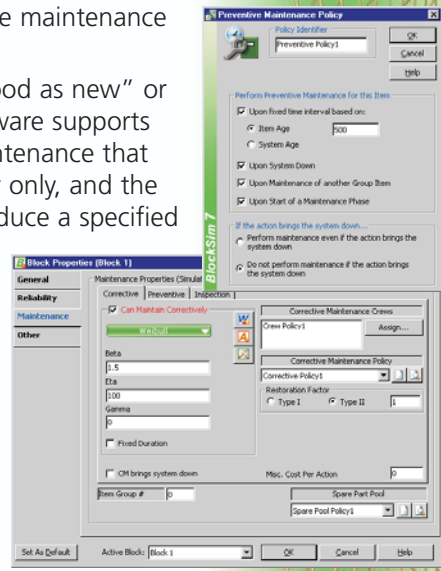 e maintenance
ood as new” or
ware supports
ntenance that
r only, and the
oduce a specified
Preventive Maintenance Policy
Policy Identifier
Preventive Policy1
OK
Cancel
Help
Perform Preventive Maintenance for this Item
Upon fixed time interval based on:
Item Age 500
System Age
Upon System Down
Upon Maintenance of another Group Item
Upon Start of a Maintenance Phase
If the action brings the system down...
Perform maintenance even if the action brings the
system down
Do not perform maintenance if the action brings
the system down
BlockSim 7
Block Properties (Block 1)
General
Reliability
Maintenance
Other
Maintenance Properties (Simulat
Corrective Preventive Inspection
Can Maintain Correctively
Weibull
Beta
1.5
Eta
100
Gamma
0
Fixed Duration
CM brings system down
Item Group # 0
Corrective Maintenance Crews
Crew Policy1
Assign...
Corrective Maintenance Policy
Corrective Policy1
Restoration Factor
Type I Type II 1
Misc. Cost Per Action 0
Spare Part Pool
Spare Pool Policy1
Set As Default
Active Block: Block 1
OK
Cancel
Help